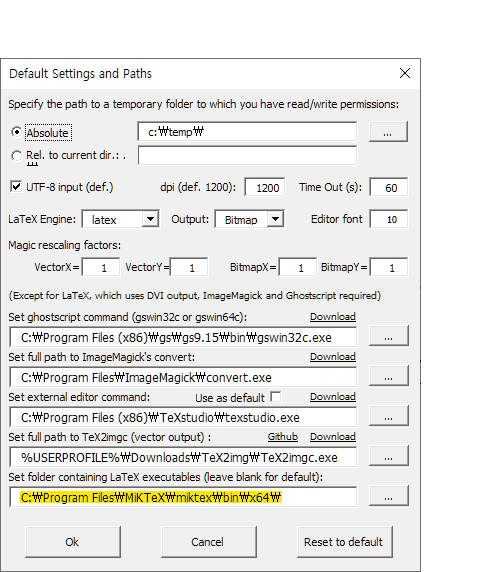 Default Settings and Paths
Specify the path to a temporary folder to which you have read/write permissions:
Absolute c:₩temp₩ ...
Rel. to current dir.: .
UTF-8 input (def.) dpi (def. 1200): 1200 Time Out (s): 60
LaTeX Engine: latex Output: Bitmap Editor font 10
Magic rescaling factors:
VectorX= 1 VectorY= 1 BitmapX= 1 BitmapY= 1
(Except for LaTeX, which uses DVI output, ImageMagick and Ghostscript required)
Set ghostscript command (gswin32c or gswin64c): Download
C:₩Program Files (x86)₩gs₩gs9.15₩bin₩gswin32c.exe ...
Set full path to ImageMagick's convert: Download
C:₩Program Files₩ImageMagick₩convert.exe ...
Set external editor command: Use as default Download
C:₩Program Files (x86)₩TeXstudio₩texstudio.exe ...
Set full path to TeX2imgc (vector output) : Github Download
%USERPROFILE%₩Downloads₩TeX2img₩TeX2imgc.exe ...
Set folder containing LaTeX executables (leave blank for default):
C:₩Program Files₩MiKTeX₩miktex₩bin₩x64₩ ...
Ok Cancel Reset to default